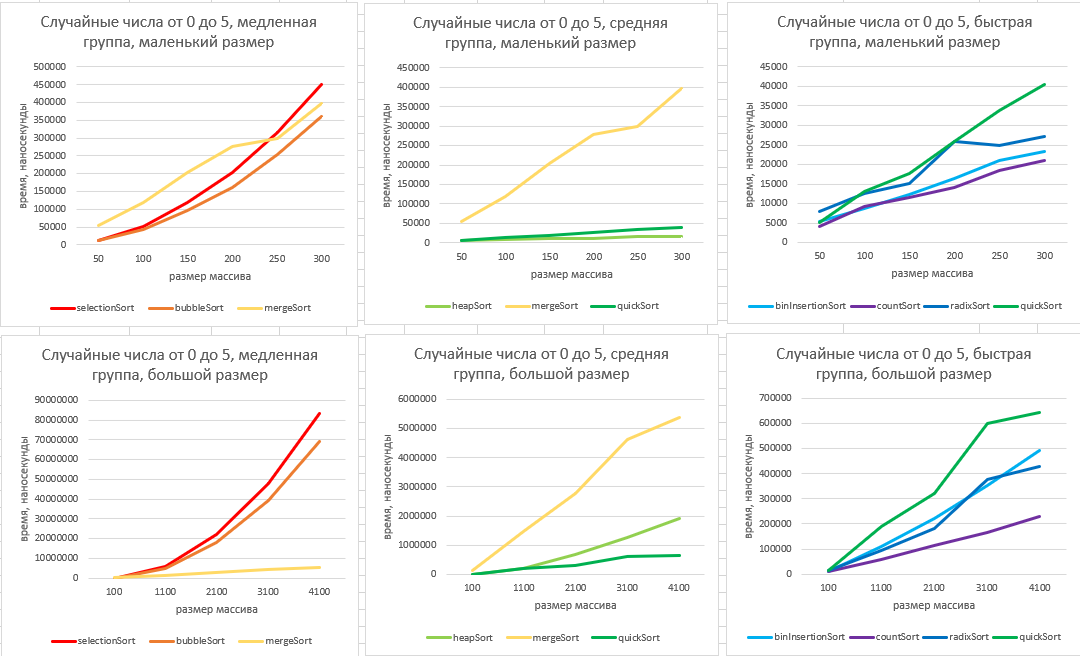 Случайные числа от 0 до 5, медленная
группа, маленький размер
500000
450000
400000
350000
300000
250000
200000
150000
100000
50000
0
время, наносекунды
50 100 150 200 250 300
размер массива
selectionSort bubbleSort mergeSort
Случайные числа от 0 до 5, средняя
группа, маленький размер
450000
400000
350000
300000
250000
200000
150000
100000
50000
0
время, наносекунды
50 100 150 200 250 300
размер массива
heapSort mergeSort quickSort
Случайные числа от 0 до 5, быстрая
группа, маленький размер
45000
40000
35000
30000
25000
20000
15000
10000
5000
0
время, наносекунды
50 100 150 200 250 300
размер массива
binInsertionSort countSort radixSort quickSort
Случайные числа от 0 до 5, медленная
группа, большой размер
90000000
80000000
70000000
60000000
50000000
40000000
30000000
20000000
10000000
0
время, наносекунды
100 1100 2100 3100 4100
размер массива
selectionSort bubbleSort mergeSort
Случайные числа от 0 до 5, средняя
группа, большой размер
6000000
5000000
4000000
3000000
2000000
1000000
0
время, наносекунды
100 1100 2100 3100 4100
размер массива
heapSort mergeSort quickSort
Случайные числа от 0 до 5, быстрая
группа, большой размер
700000
600000
500000
400000
300000
200000
100000
0
время, наносекунды
100 1100 2100 3100 4100
размер массива
binInsertionSort countSort radixSort quickSort